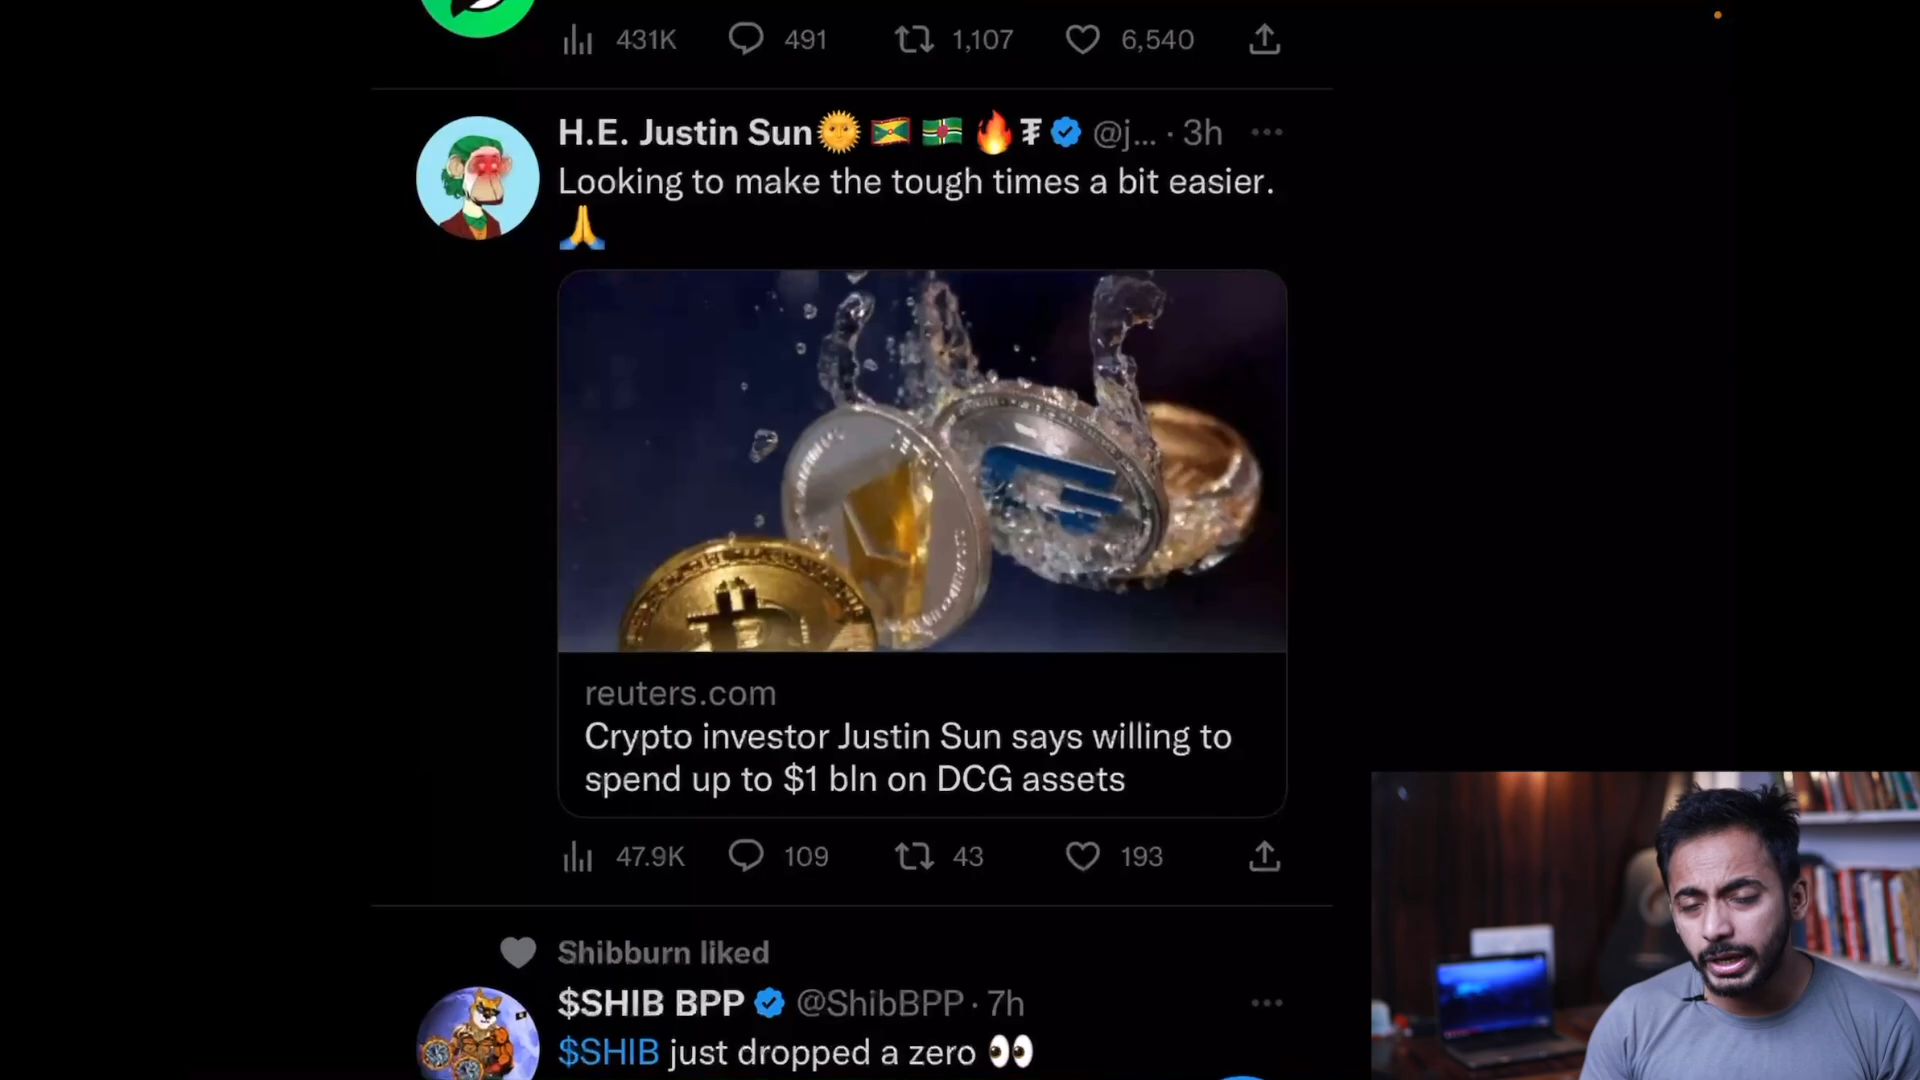 431K 491 1,107 6,540
H.E. Justin Sun🌞 🇬🇩 🇩🇲 🔥₮ @j... · 3h
Looking to make the tough times a bit easier.
🙏
reuters.com
Crypto investor Justin Sun says willing to
spend up to $1 bln on DCG assets
47.9K 109 43 193
Shibburn liked
$SHIB BPP @ShibBPP · 7h
$SHIB just dropped a zero 👀